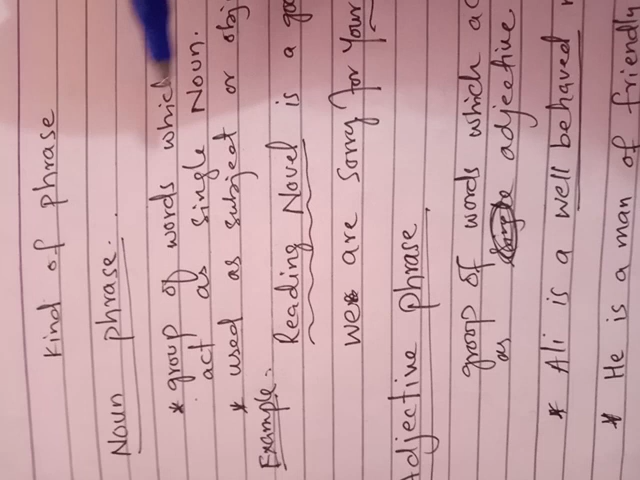 Kind of phrase
Noun phrase.
* group of words which
act as single Noun.
* used as subject or obj
Example. Reading Novel is a goo
we are Sorry for Your
Adjective phrase
groop of words which ac
as adjective.
* Ali is a well behaved
* He is a man of friendly